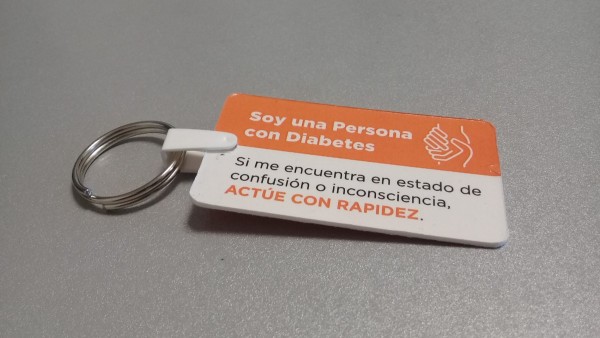 Soy una Persona
con Diabetes
Si me encuentra en estado de
confusión o inconsciencia,
ACTÚE CON RAPIDEZ.